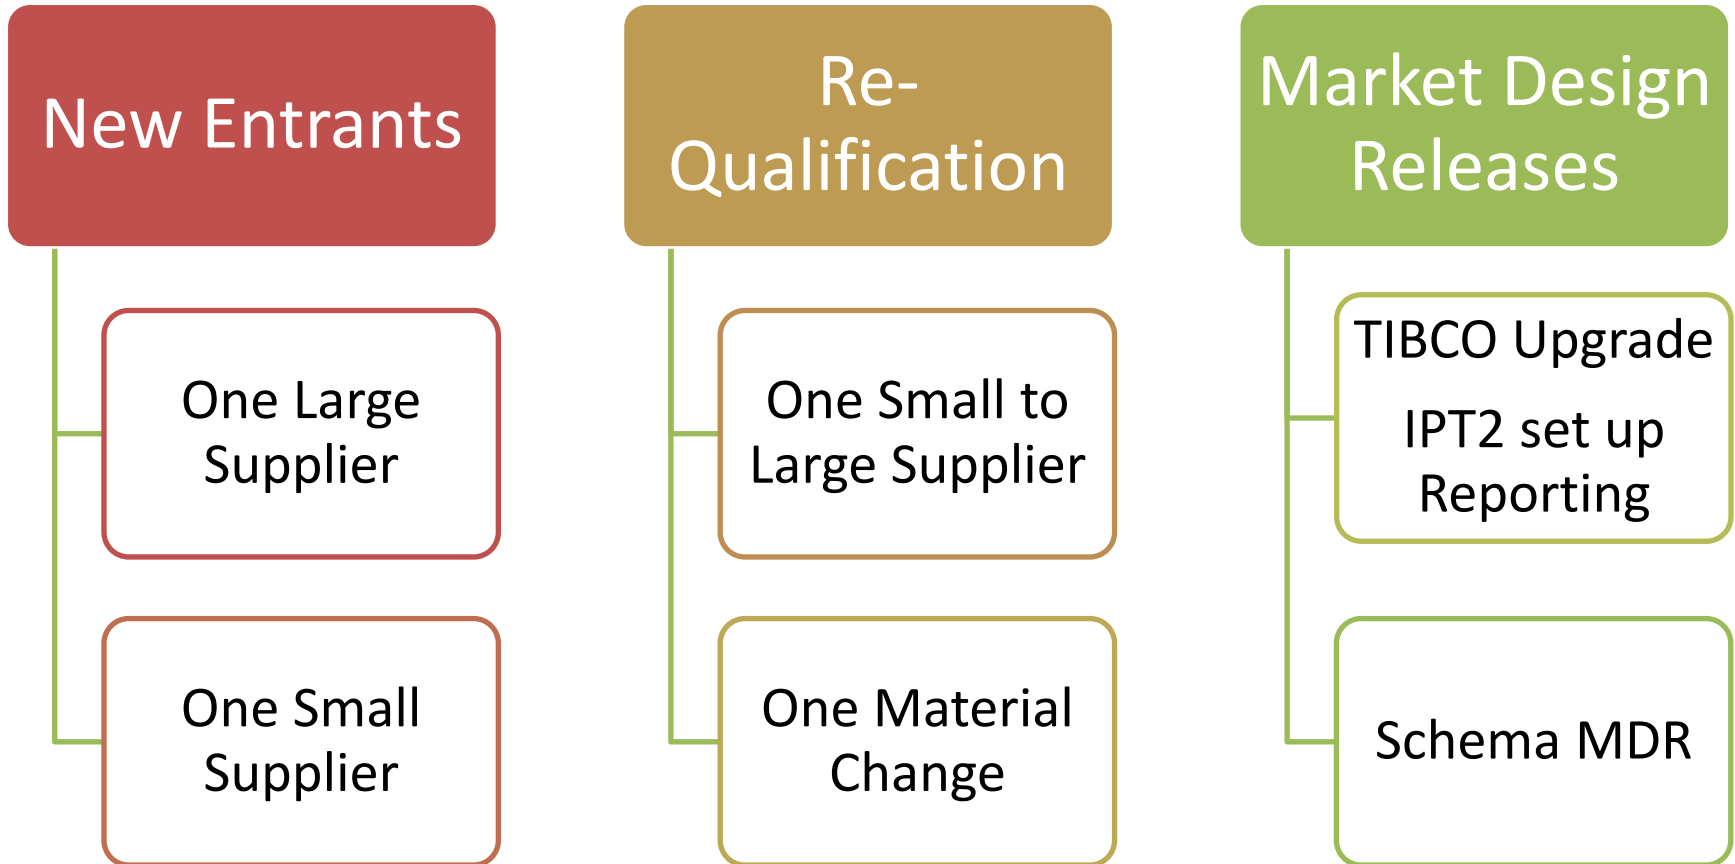 New Entrants
One Large
Supplier
One Small
Supplier
Re-
Qualification
One Small to
Large Supplier
One Material
Change
Market Design
Releases
TIBCO Upgrade
IPT2 set up
Reporting
Schema MDR